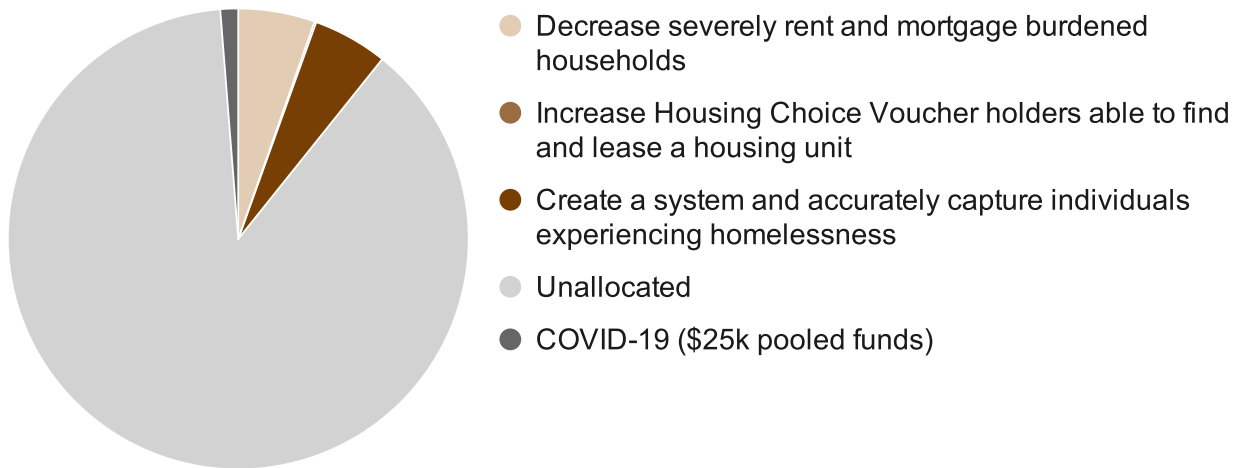 Decrease severely rent and mortgage burdened
households
Increase Housing Choice Voucher holders able to find
and lease a housing unit
Create a system and accurately capture individuals
experiencing homelessness
Unallocated
COVID-19 ($25k pooled funds)